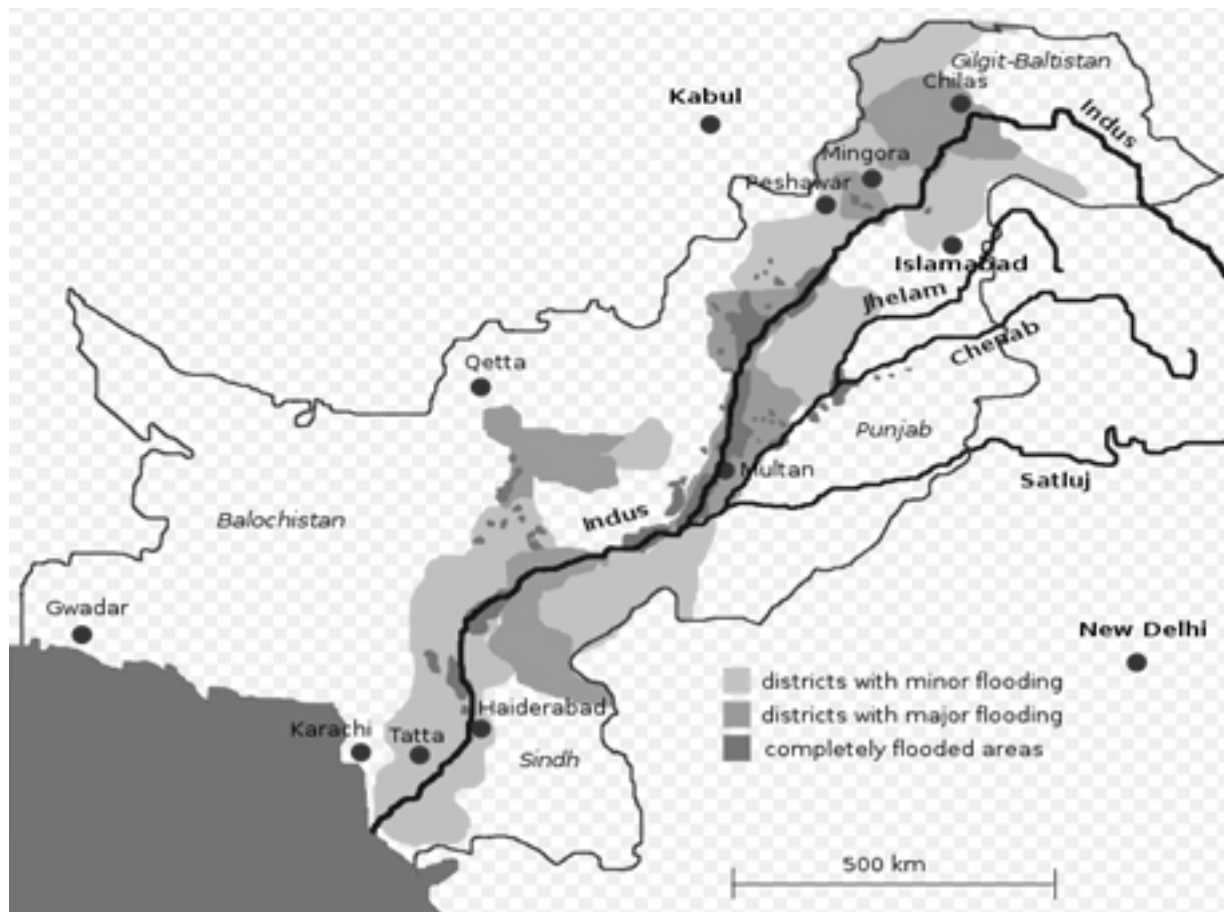 Gilgit-Baltistan
Chilas
Kabul
Indus
Mingora
Peshawar
Islamabad
Jhelam
Chenab
Qetta
Punjab
Multan
Satluj
Indus
Balochistan
Gwadar
New Delhi
districts with minor flooding
districts with major flooding
completely flooded areas
Haiderabad
Karachi
Tatta
Sindh
500 km